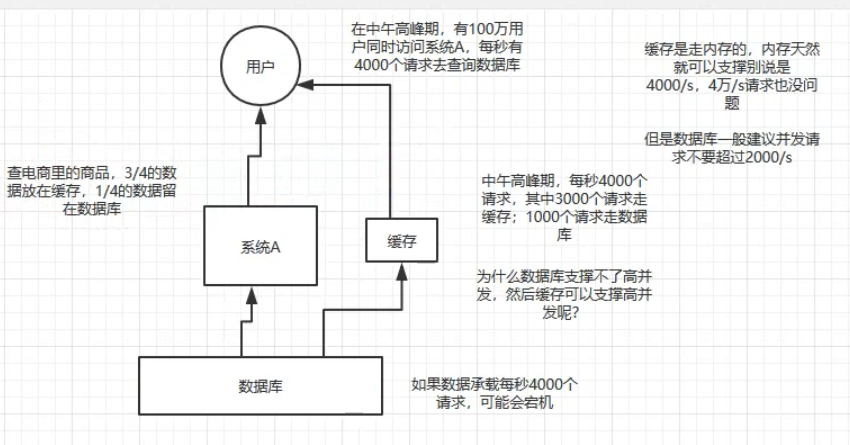 在中午高峰期，有100万用
户同时访问系统A，每秒有
4000个请求去查询数据库
用户
缓存是走内存的，内存天然
就可以支撑别说是
4000/s，4万/s请求也没问
题
但是数据库一般建议并发请
求不要超过2000/s
查电商里的商品，3/4的数
据放在缓存，1/4的数据留
在数据库
中午高峰期，每秒4000个
请求，其中3000个请求走
缓存；1000个请求走数据
库
系统A
缓存
为什么数据库支撑不了高并
发，然后缓存可以支撑高并
发呢？
数据库
如果数据承载每秒4000个
请求，可能会宕机